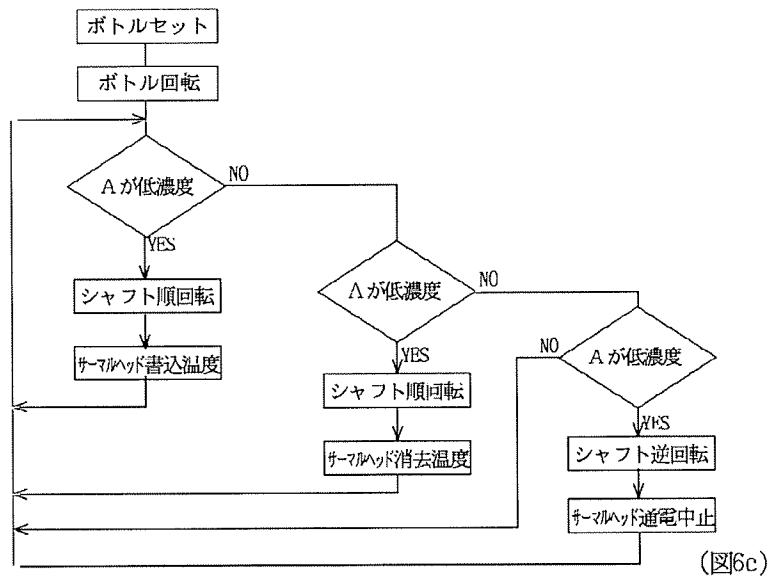 ボトルセット
ボトル回転
Aが低濃度
NO
YES
シャフト順回転
サーマルヘッド書込温度
Aが低濃度
NO
YES
シャフト順回転
サーマルヘッド消去温度
Aが低濃度
NO
YES
シャフト逆回転
サーマルヘッド通電中止
(図6c)